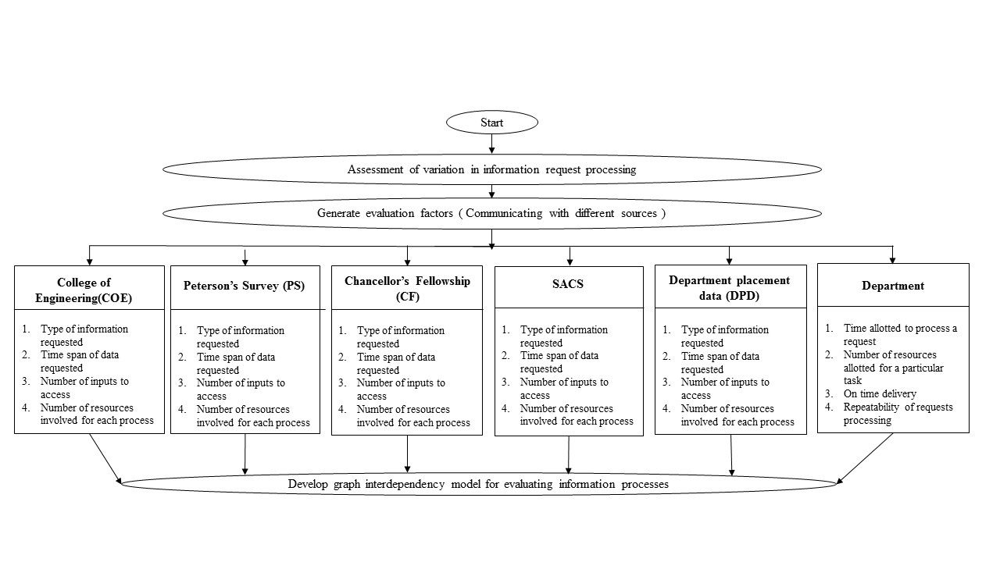 Start
Assessment of variation in information request processing
Generate evaluation factors ( Communicating with different sources )
College of
Engineering(COE)
1. Type of information
requested
2. Time span of data
requested
3. Number of inputs to
access
4. Number of resources
involved for each process
Peterson's Survey (PS)
1. Type of information
requested
2. Time span of data
requested
3. Number of inputs to
access
4. Number of resources
involved for each process
Chancellor's Fellowship
(CF)
1. Type of information
requested
2. Time span of data
requested
3. Number of inputs to
access
4. Number of resources
involved for each process
SACS
1. Type of information
requested
2. Time span of data
requested
3. Number of inputs to
access
4. Number of resources
involved for each process
Department placement
data (DPD)
1. Type of information
requested
2. Time span of data
requested
3. Number of inputs to
access
4. Number of resources
involved for each process
Department
1. Time allotted to process a
request
2. Number of resources
allotted for a particular
task
3. On time delivery
4. Repeatability of requests
processing
Develop graph interdependency model for evaluating information processes